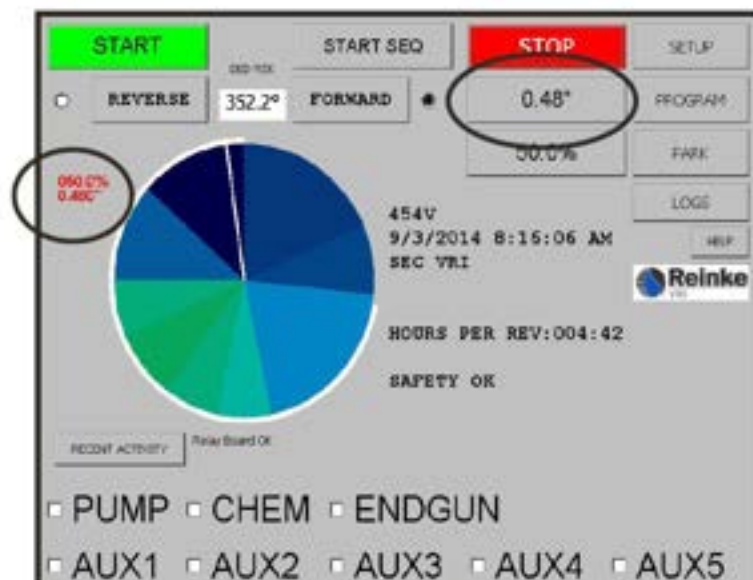 START START SEQ STOP SETUP
REVERSE 352.2° FORWARD 0.48" PROGRAM
050.0% 50.0% PARK
0.480"
454V LOGS
9/3/2014 8:16:06 AM HELP
SEC VRI
Reinke
HOURS PER REV:004:42
SAFETY OK
RECENT ACTIVITY Relay Board OK
PUMP CHEM ENDGUN
AUX1 AUX2 AUX3 AUX4 AUX5